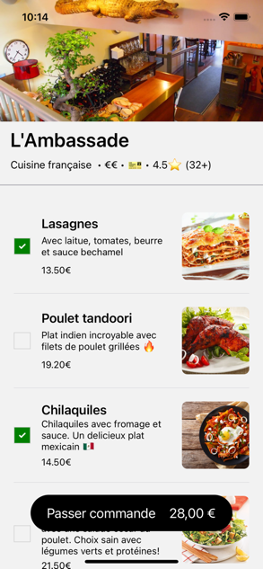 10:14
L'Ambassade
Cuisine française • €€ • 🎫 • 4.5⭐ (32+)
Lasagnes
Avec laitue, tomates, beurre
et sauce bechamel
13.50€
Poulet tandoori
Plat indien incroyable avec
filets de poulet grillées 🔥
19.20€
Chilaquiles
Chilaquiles avec fromage et
sauce. Un delicieux plat
mexicain 🇲🇽
14.50€
Passer commande 28,00 €
poulet. Choix sain avec
légumes verts et protéines!
21.50€